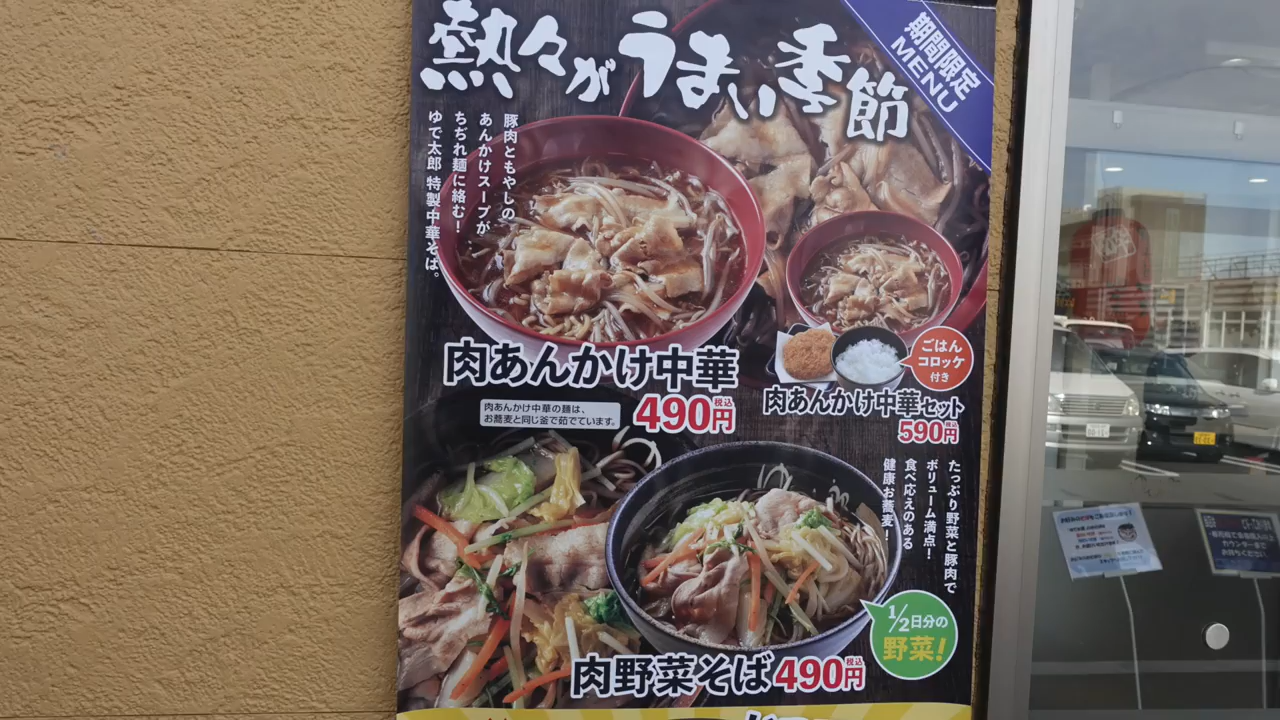 熱々がうまい季節
期間限定
MENU
豚肉ともやしの
あんかけスープが
ちぢれ麺に絡む!
ゆで太郎 特製中華そば。
肉あんかけ中華
肉あんかけ中華の麺は、
お蕎麦と同じ釜で茹でています。
490円 税込
ごはん
コロッケ
付き
肉あんかけ中華セット
590円 税込
たっぷり野菜と豚肉で
ボリューム満点!
食べ応えのある
健康お蕎麦!
1/2日分の
野菜!
肉野菜そば490円 税込